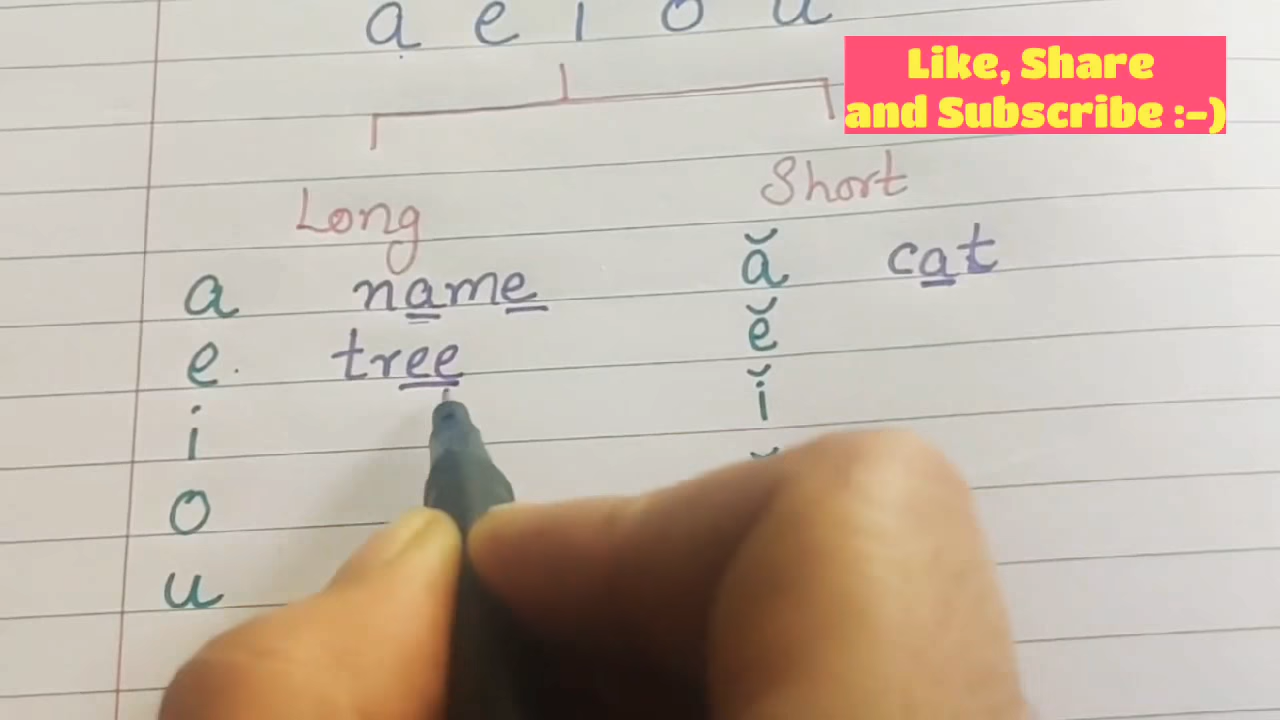 a e i o u
Like, Share
and Subscribe :-)
Long Short
a name ă cat
e. tree ĕ
i ĭ
o
u